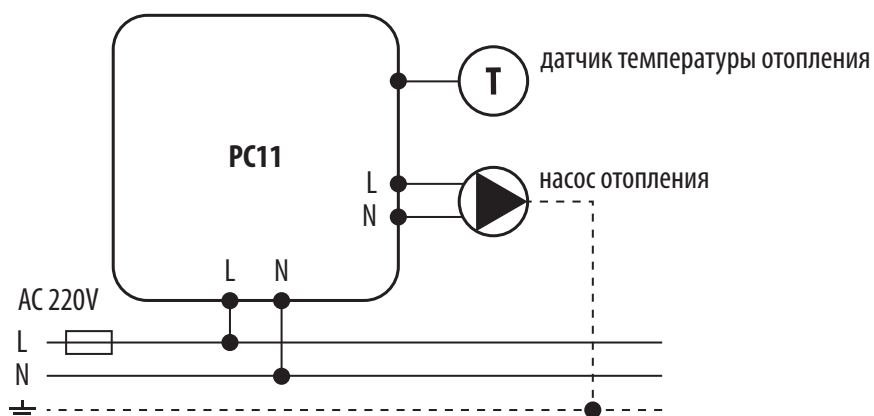 датчик температуры отопления
T
PC11
насос отопления
L
N
L N
AC 220V
L
N